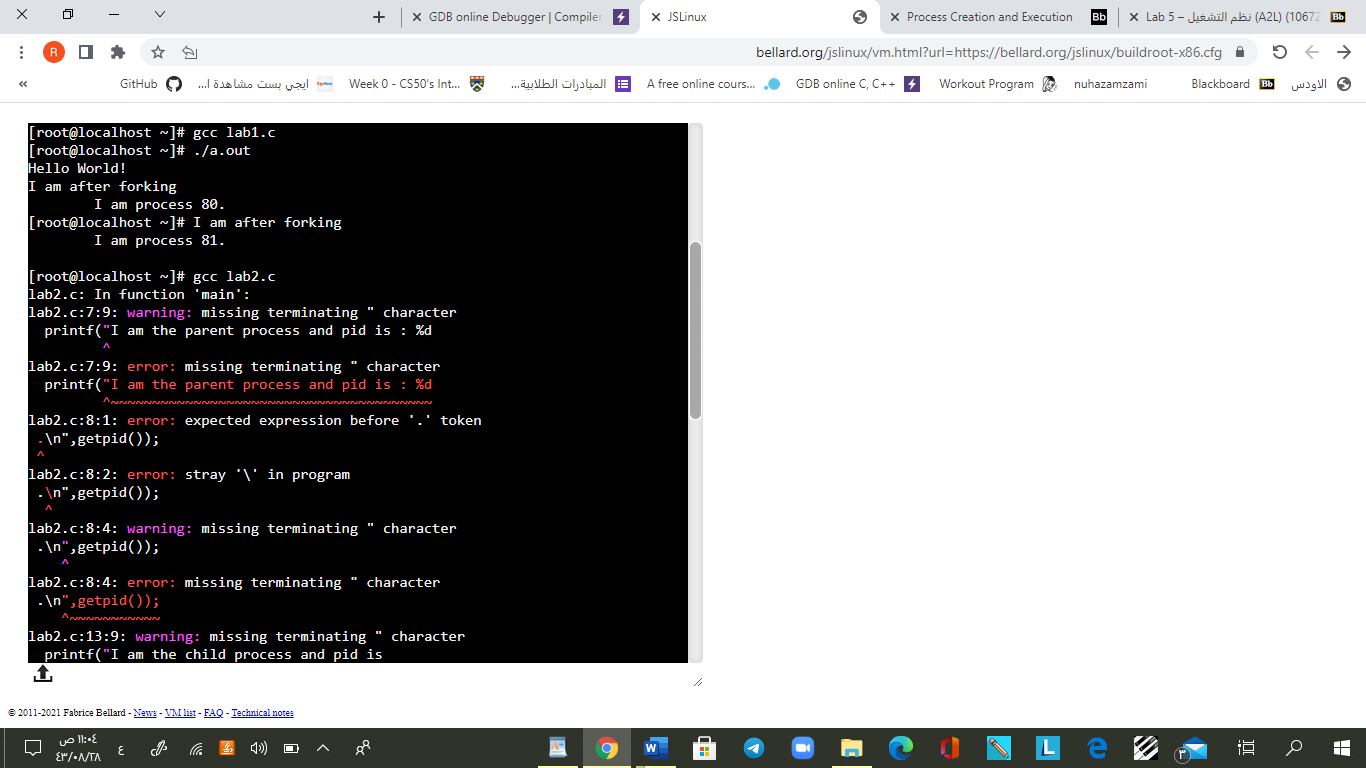 GDB online Debugger | Compiler
JSLinux
Process Creation and Execution
Bb
Lab 5 – نظم التشغيل (A2L) (10672
Bb
R
bellard.org/jslinux/vm.html?url=https://bellard.org/jslinux/buildroot-x86.cfg
«
GitHub
ايجي بست مشاهدة ا...
Week 0 - CS50's Int...
المبادرات الطلابية...
A free online cours...
GDB online C, C++
Workout Program
nuhazamzami
Blackboard
Bb
الاودس
[root@localhost ~]# gcc lab1.c
[root@localhost ~]# ./a.out
Hello World!
I am after forking
        I am process 80.
[root@localhost ~]# I am after forking
        I am process 81.
[root@localhost ~]# gcc lab2.c
lab2.c: In function 'main':
lab2.c:7:9: warning: missing terminating " character
  printf("I am the parent process and pid is : %d
         ^
lab2.c:7:9: error: missing terminating " character
  printf("I am the parent process and pid is : %d
         ^~~~~~~~~~~~~~~~~~~~~~~~~~~~~~~~~~~~~~~~
lab2.c:8:1: error: expected expression before '.' token
 .\n",getpid());
 ^
lab2.c:8:2: error: stray '\' in program
 .\n",getpid());
  ^
lab2.c:8:4: warning: missing terminating " character
 .\n",getpid());
    ^
lab2.c:8:4: error: missing terminating " character
 .\n",getpid());
    ^~~~~~~~~~~~
lab2.c:13:9: warning: missing terminating " character
  printf("I am the child process and pid is
© 2011-2021 Fabrice Bellard - News - VM list - FAQ - Technical notes
١١:٠٤ ص
٤٣/٠٨/٢٨
ع
W
L
٣